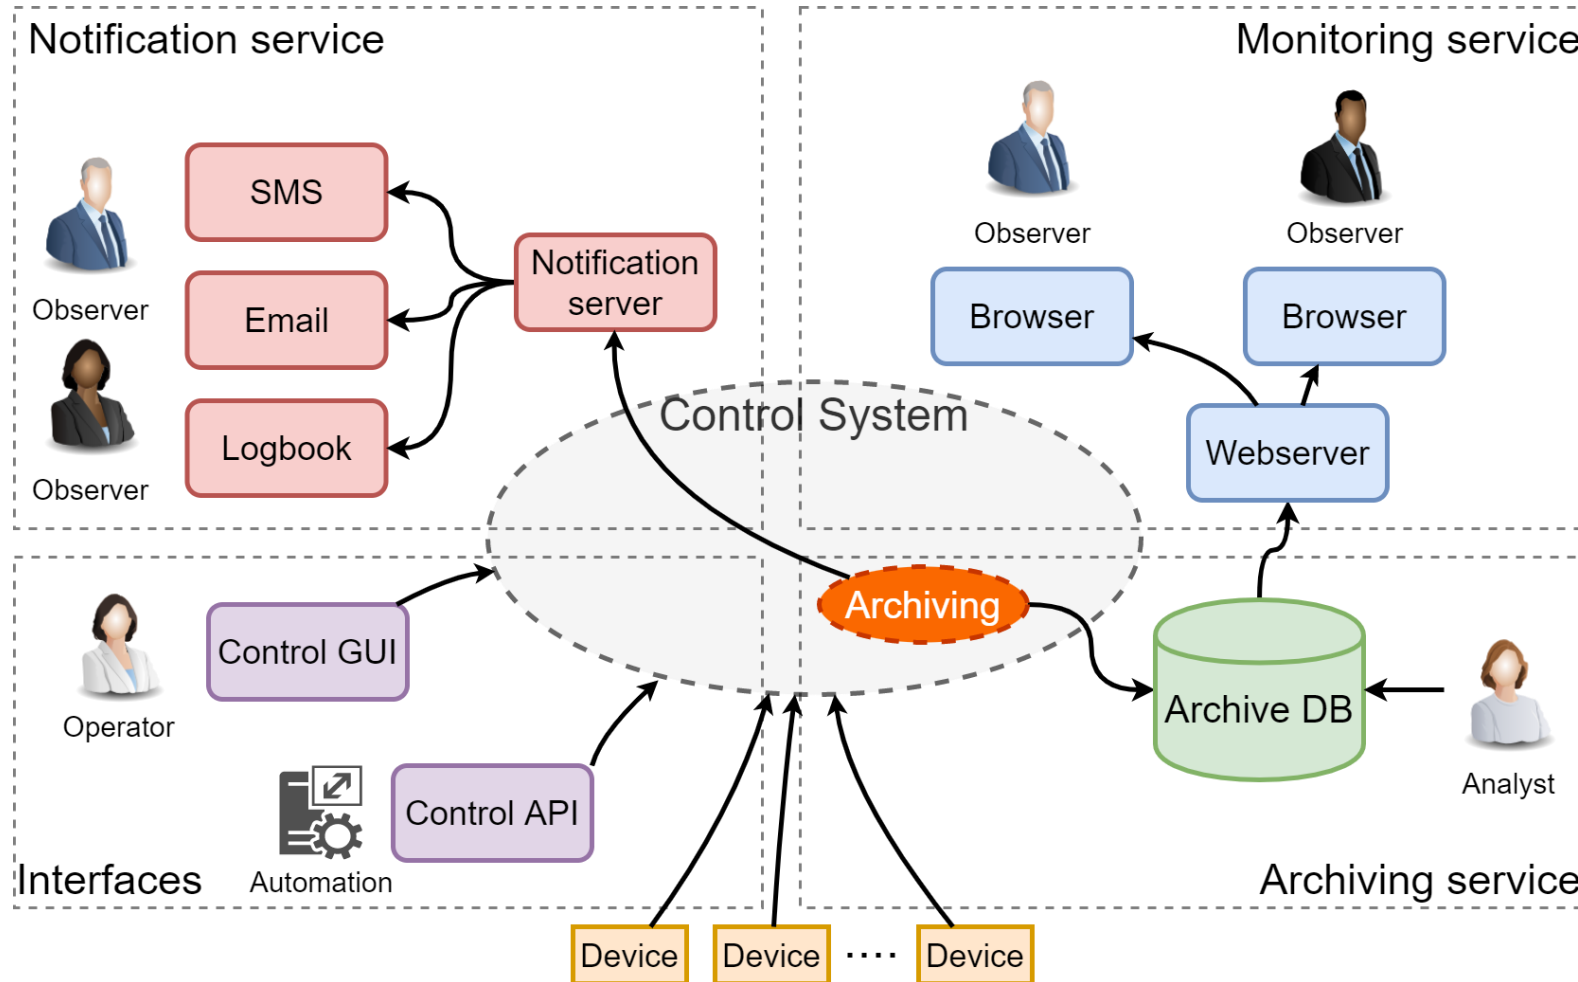 Notification service
Monitoring service
SMS
Observer
Observer
Observer
Notification
server
Observer
Email
Browser
Browser
Control System
Logbook
Webserver
Observer
Archiving
Control GUI
Operator
Archive DB
Control API
Analyst
Automation
Interfaces
Archiving service
Device
Device
....
Device